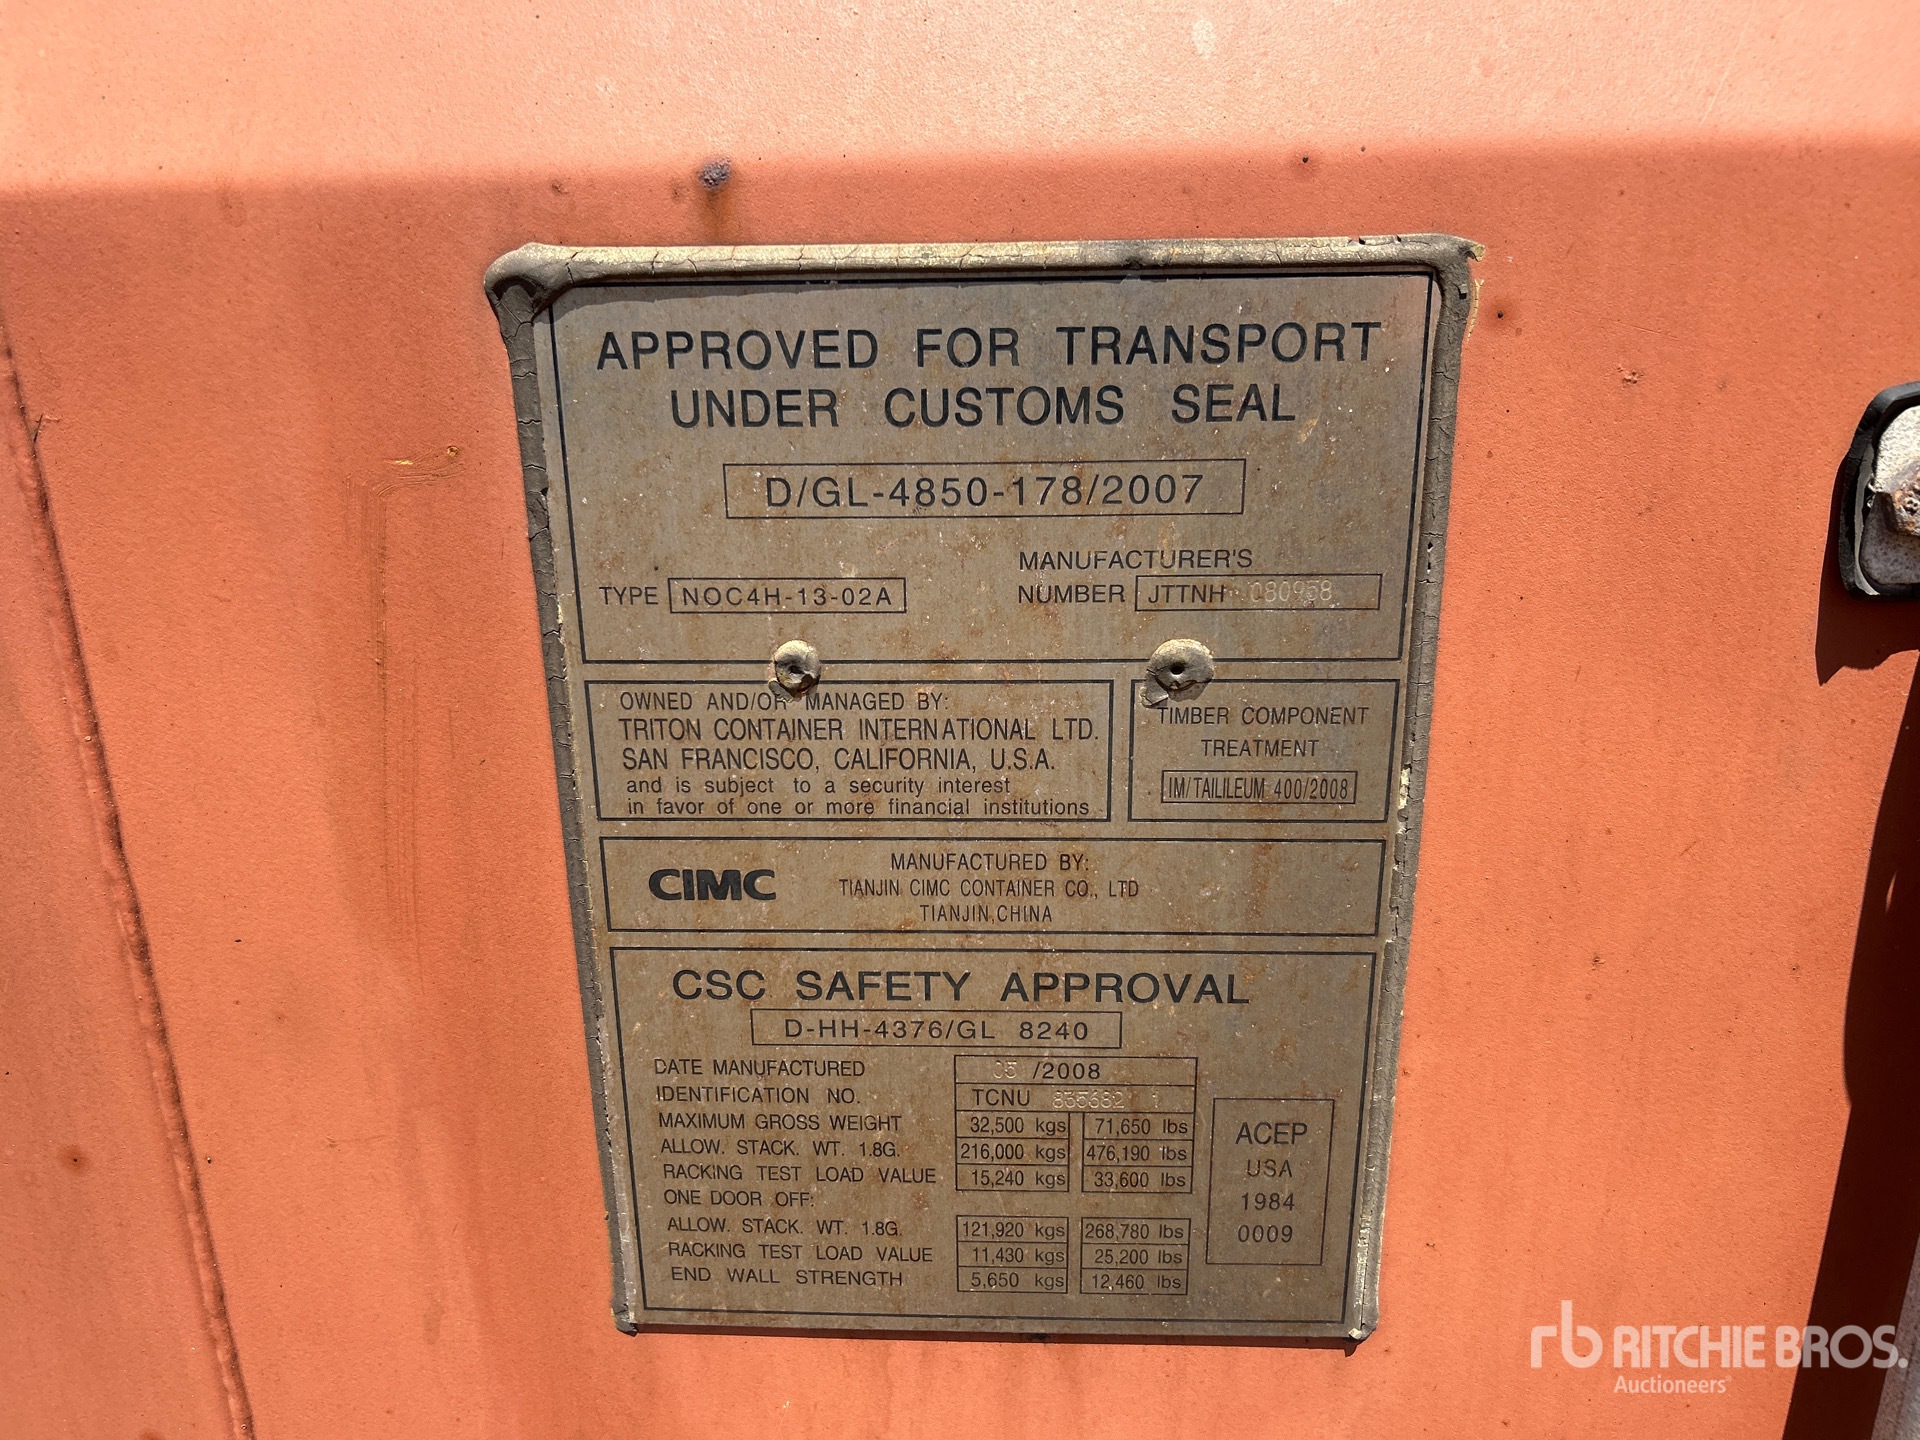 APPROVED FOR TRANSPORT
UNDER CUSTOMS SEAL
D/GL-4850-178/2007
TYPE NOC4H-13-02A
MANUFACTURER'S
NUMBER JTTNH 080958
OWNED AND/OR MANAGED BY:
TRITON CONTAINER INTERNATIONAL LTD.
SAN FRANCISCO, CALIFORNIA, U.S.A.
and is subject to a security interest
in favor of one or more financial institutions
TIMBER COMPONENT
TREATMENT
IM/TAILILEUM 400/2008
CIMC
MANUFACTURED BY:
TIANJIN CIMC CONTAINER CO., LTD
TIANJIN,CHINA
CSC SAFETY APPROVAL
D-HH-4376/GL 8240
DATE MANUFACTURED 05 /2008
IDENTIFICATION NO. TCNU 835682 1
MAXIMUM GROSS WEIGHT 32,500 kgs 71,650 lbs
ALLOW. STACK. WT. 1.8G. 216,000 kgs 476,190 lbs
RACKING TEST LOAD VALUE 15,240 kgs 33,600 lbs
ONE DOOR OFF:
ALLOW. STACK. WT. 1.8G. 121,920 kgs 268,780 lbs
RACKING TEST LOAD VALUE 11,430 kgs 25,200 lbs
END WALL STRENGTH 5,650 kgs 12,460 lbs
ACEP
USA
1984
0009
rb RITCHIE BROS.
Auctioneers